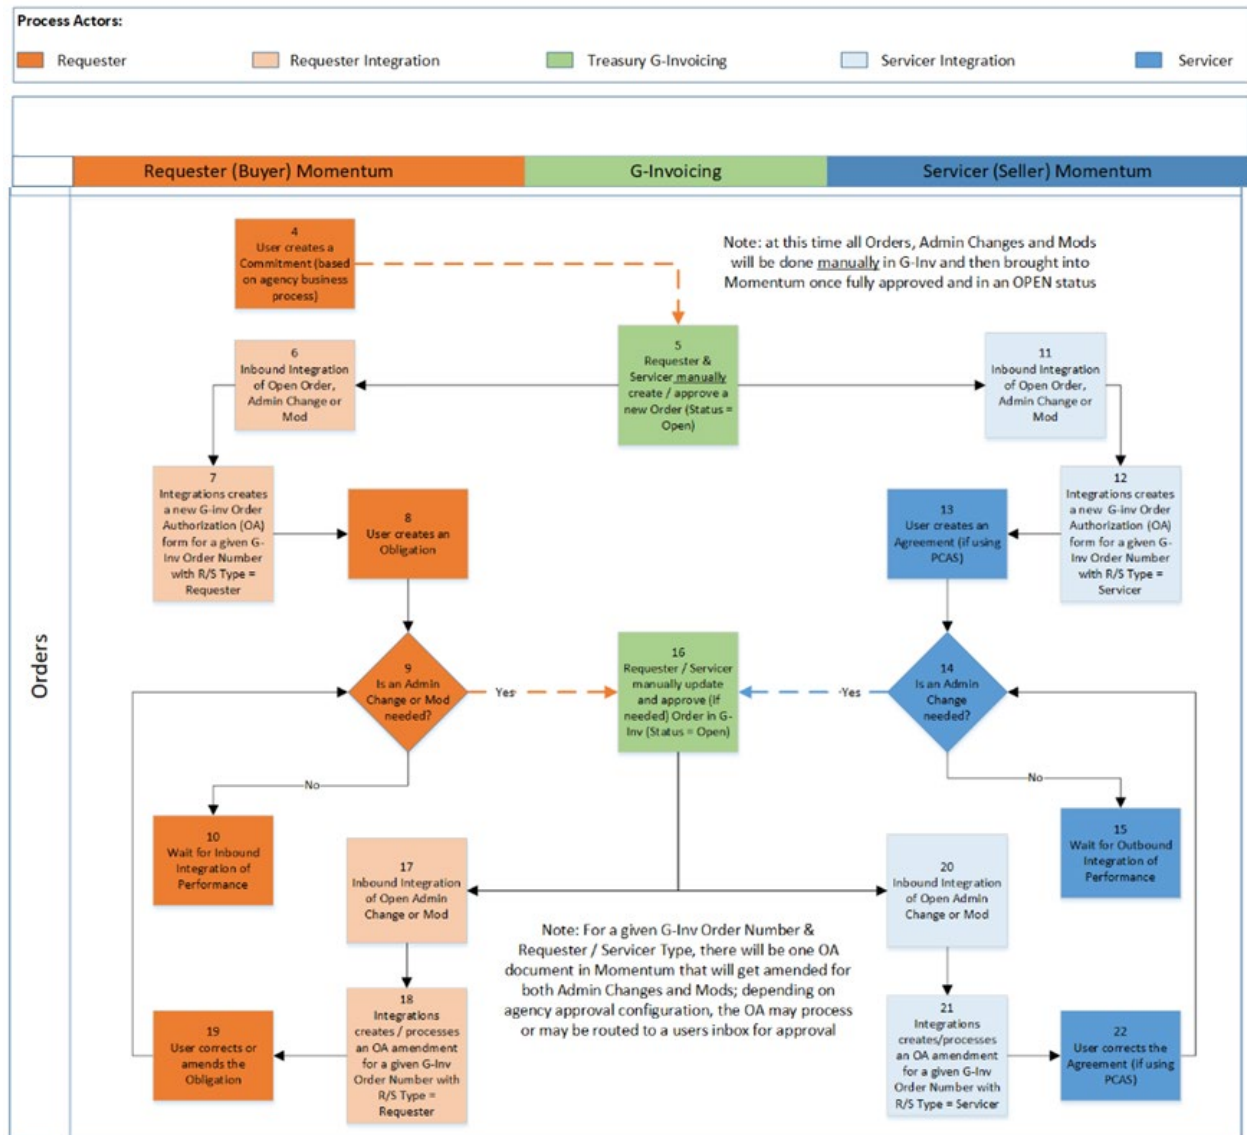 Process Actors:
Requester
Requester Integration
Treasury G-Invoicing
Servicer Integration
Servicer
Requester (Buyer) Momentum
G-Invoicing
Servicer (Seller) Momentum
Orders
4
User creates a
Commitment (based
on agency business
process)
Note: at this time all Orders, Admin Changes and Mods
will be done manually in G-Inv and then brought into
Momentum once fully approved and in an OPEN status
5
Requester &
Servicer manually
create / approve a
new Order (Status =
Open)
6
Inbound Integration
of Open Order,
Admin Change or
Mod
11
Inbound Integration
of Open Order,
Admin Change or
Mod
7
Integrations creates
a new G-inv Order
Authorization (OA)
form for a given G-
Inv Order Number
with R/S Type =
Requester
8
User creates an
Obligation
13
User creates an
Agreement (if using
PCAS)
12
Integrations creates
a new G-inv Order
Authorization (OA)
form for a given G-
Inv Order Number
with R/S Type =
Servicer
9
Is an Admin
Change or Mod
needed?
Yes
16
Requester / Servicer
manually update
and approve (if
needed) Order in G-
Inv (Status = Open)
Yes
14
Is an Admin
Change
needed?
No
No
10
Wait for Inbound
Integration of
Performance
17
Inbound Integration
of Open Admin
Change or Mod
20
Inbound Integration
of Open Admin
Change or Mod
15
Wait for Outbound
Integration of
Performance
Note: For a given G-Inv Order Number &
Requester / Servicer Type, there will be one OA
document in Momentum that will get amended for
both Admin Changes and Mods; depending on
agency approval configuration, the OA may process
or may be routed to a users inbox for approval
19
User corrects or
amends the
Obligation
18
Integrations
creates / processes
an OA amendment
for a given G-Inv
Order Number with
R/S Type =
Requester
21
Integrations
creates/processes
an OA amendment
for a given G-Inv
Order Number with
R/S Type = Servicer
22
User corrects the
Agreement (if using
PCAS)